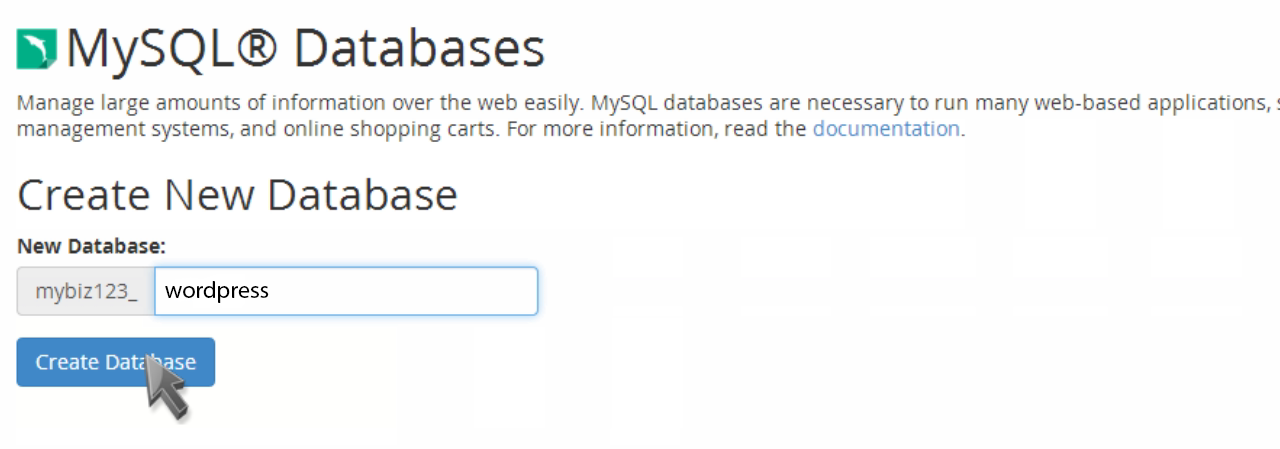 MySQL® Databases
Manage large amounts of information over the web easily. MySQL databases are necessary to run many web-based applications,
management systems, and online shopping carts. For more information, read the documentation.
Create New Database
New Database:
mybiz123_ wordpress
Create Database